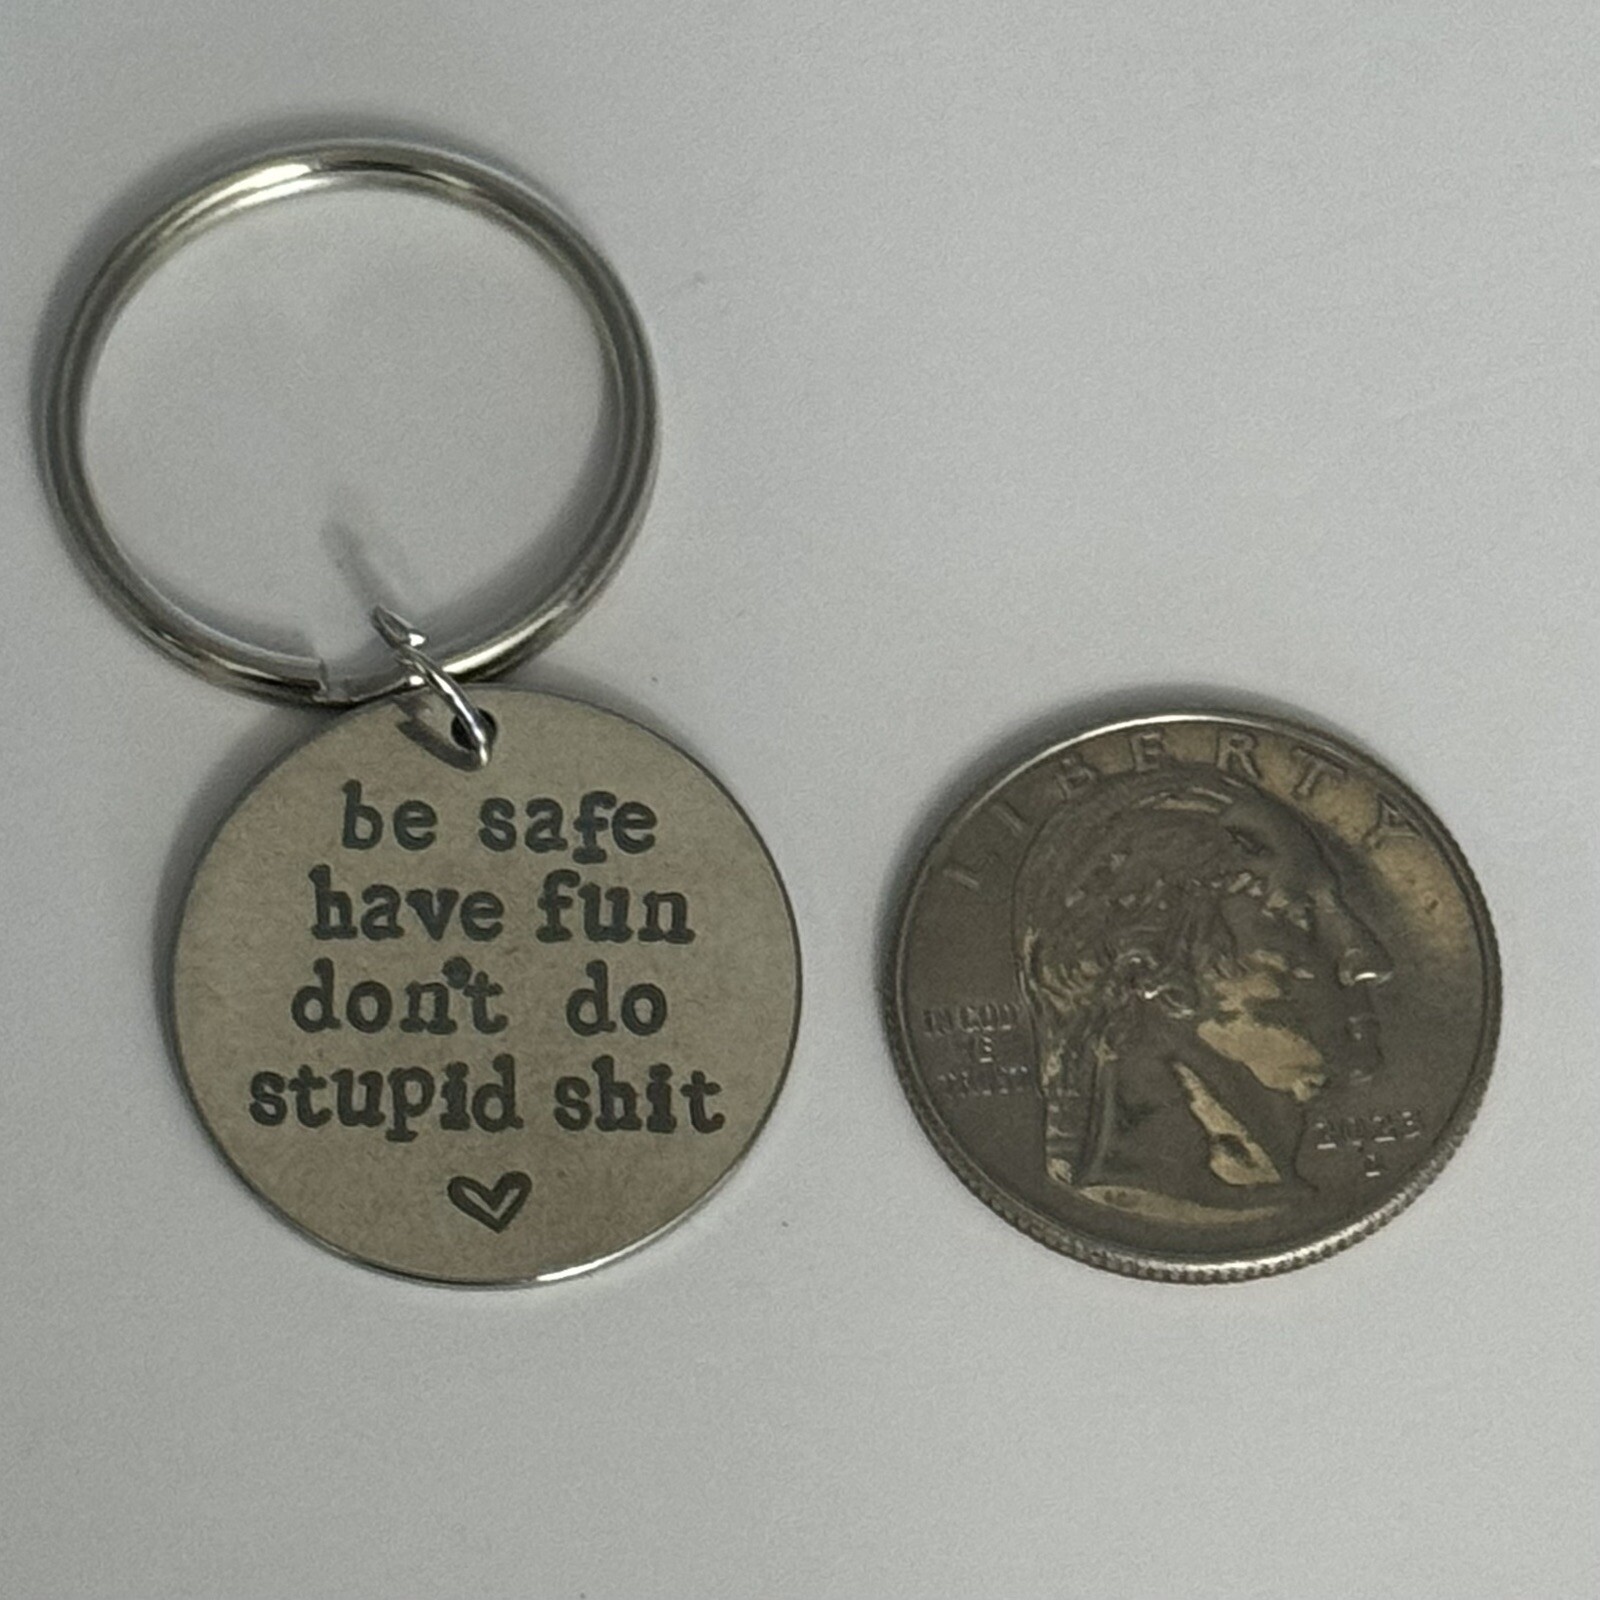 be safe
have fun
don't do
stupid shit
LIBERTY
IN GOD
WE
TRUST